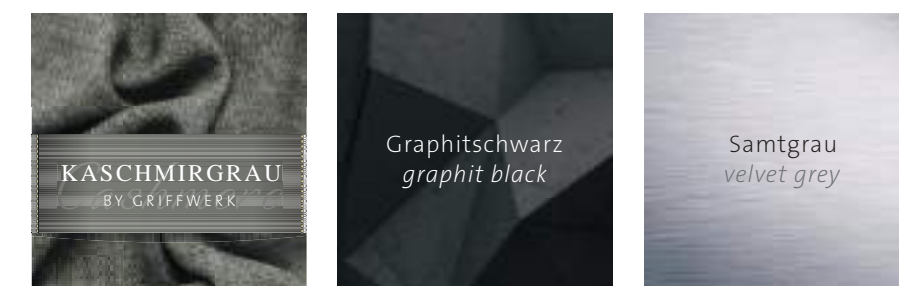 KASCHMIRGRAU
BY GRIFFWERK
Graphitschwarz
graphit black
Samtgrau
velvet grey